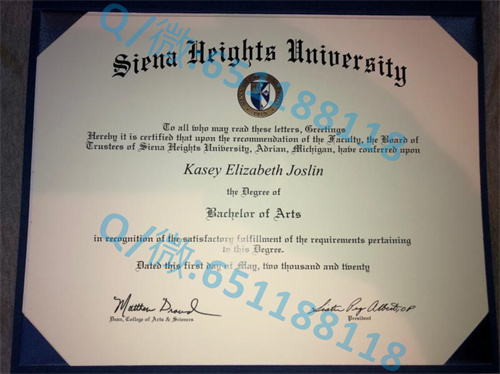 Siena Heights University
To all who may read these letters, Greetings
Hereby it is certified that upon the recommendation of the Faculty, the Board of
Trustees of Siena Heights University, Adrian, Michigan, have conferred upon
Kasey Elizabeth Joslin
the Degree of
Bachelor of Arts
in recognition of the satisfactory fulfillment of the requirements pertaining
to this Degree.
Dated this first day of May, two thousand and twenty
Dean, College of Arts & Sciences
President
Q/微:651188118
Q/微:651188118